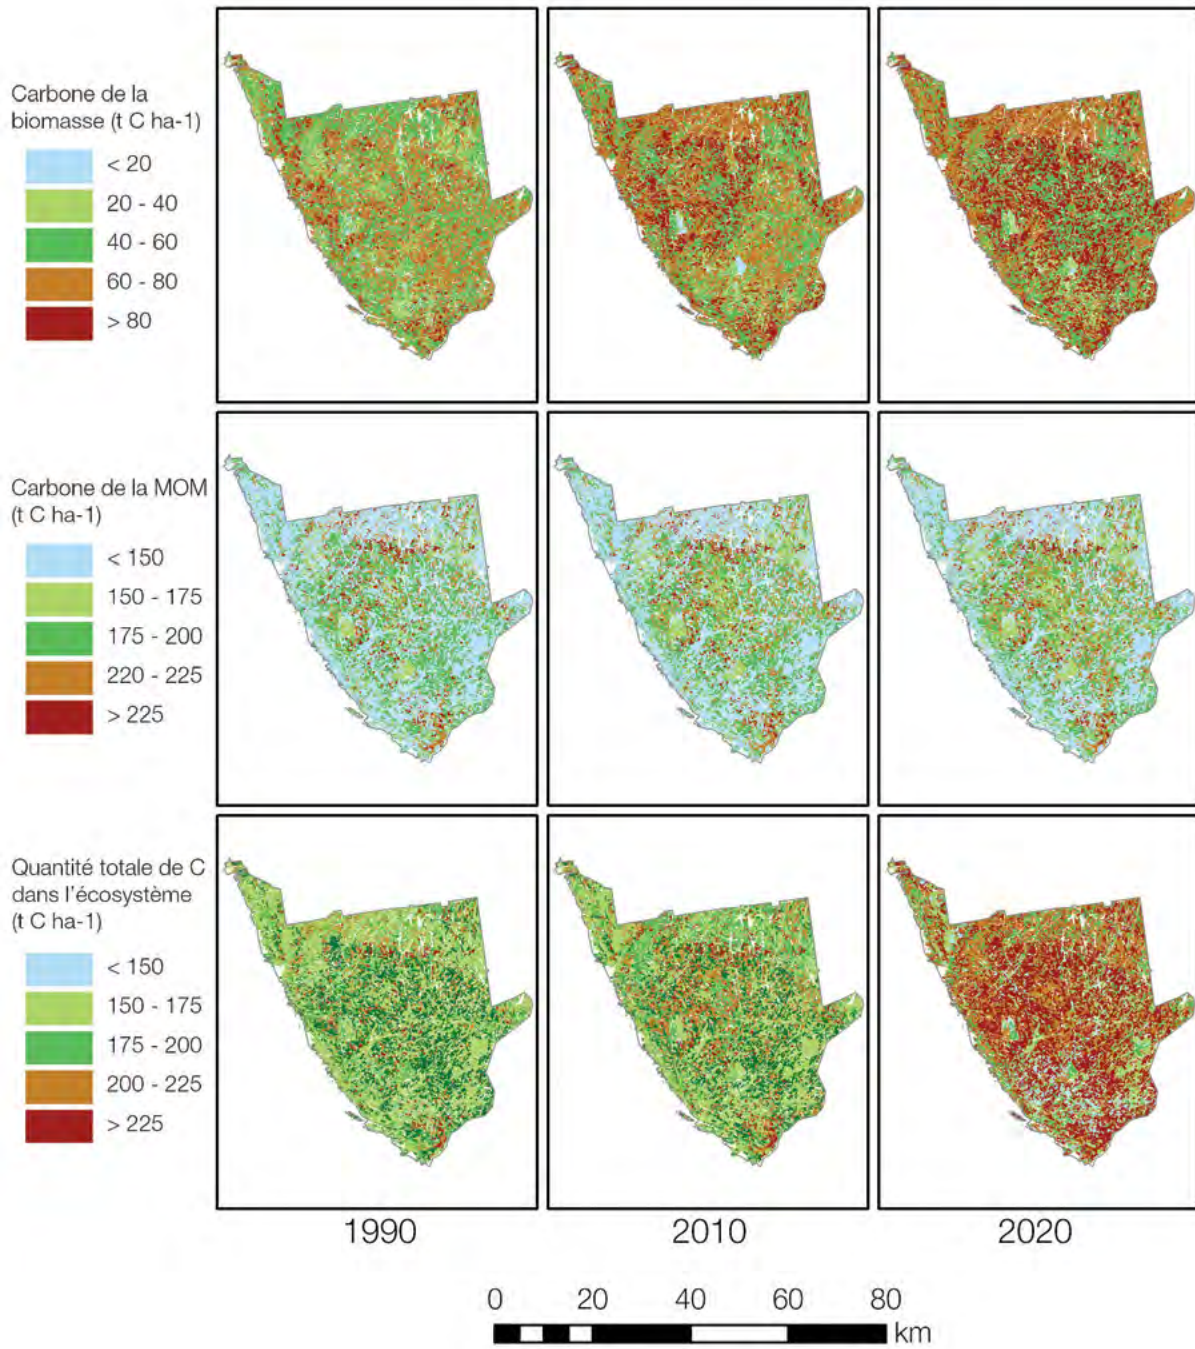 Carbone de la
biomasse (t C ha-1)
< 20
20 - 40
40 - 60
60 - 80
> 80
Carbone de la MOM
(t C ha-1)
< 150
150 - 175
175 - 200
220 - 225
> 225
Quantité totale de C
dans l'écosystème
(t C ha-1)
< 150
150 - 175
175 - 200
200 - 225
> 225
1990
2010
2020
0 20 40 60 80
km